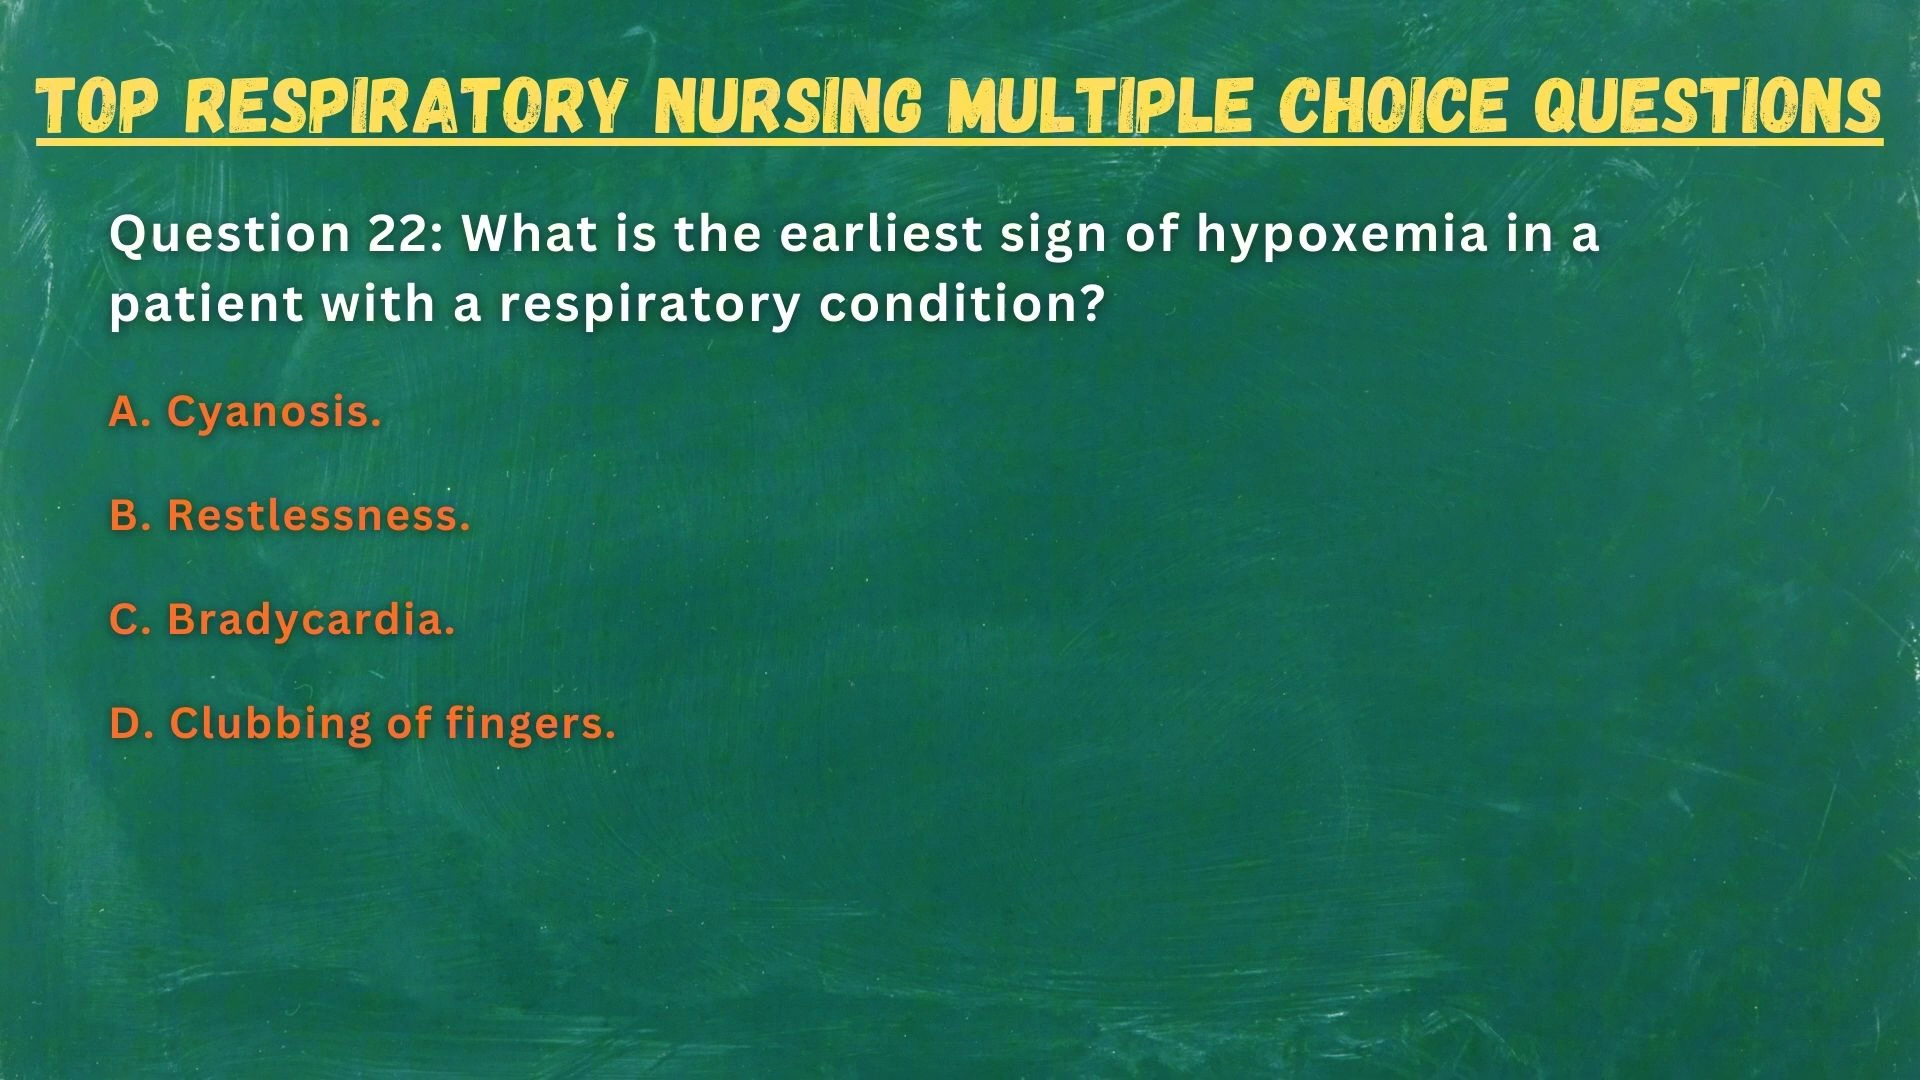 TOP RESPIRATORY NURSING MULTIPLE CHOICE QUESTIONS
Question 22: What is the earliest sign of hypoxemia in a
patient with a respiratory condition?
A. Cyanosis.
B. Restlessness.
C. Bradycardia.
D. Clubbing of fingers.